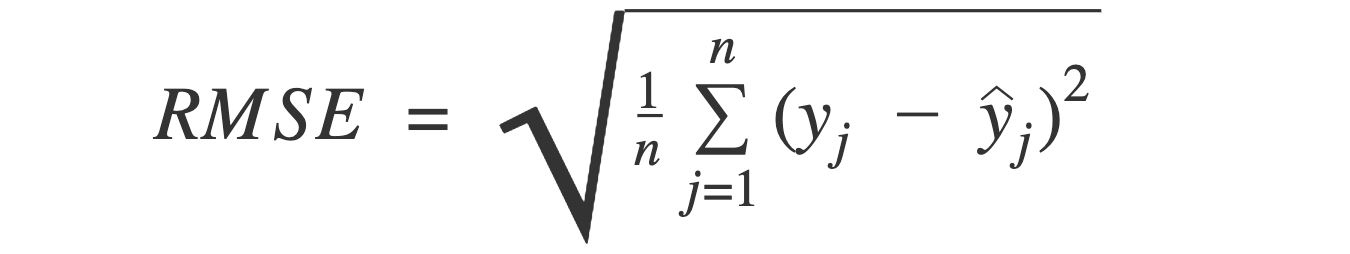 RMSE = √(1/n ∑_{j=1}^{n} (y_j − ŷ_j)²)